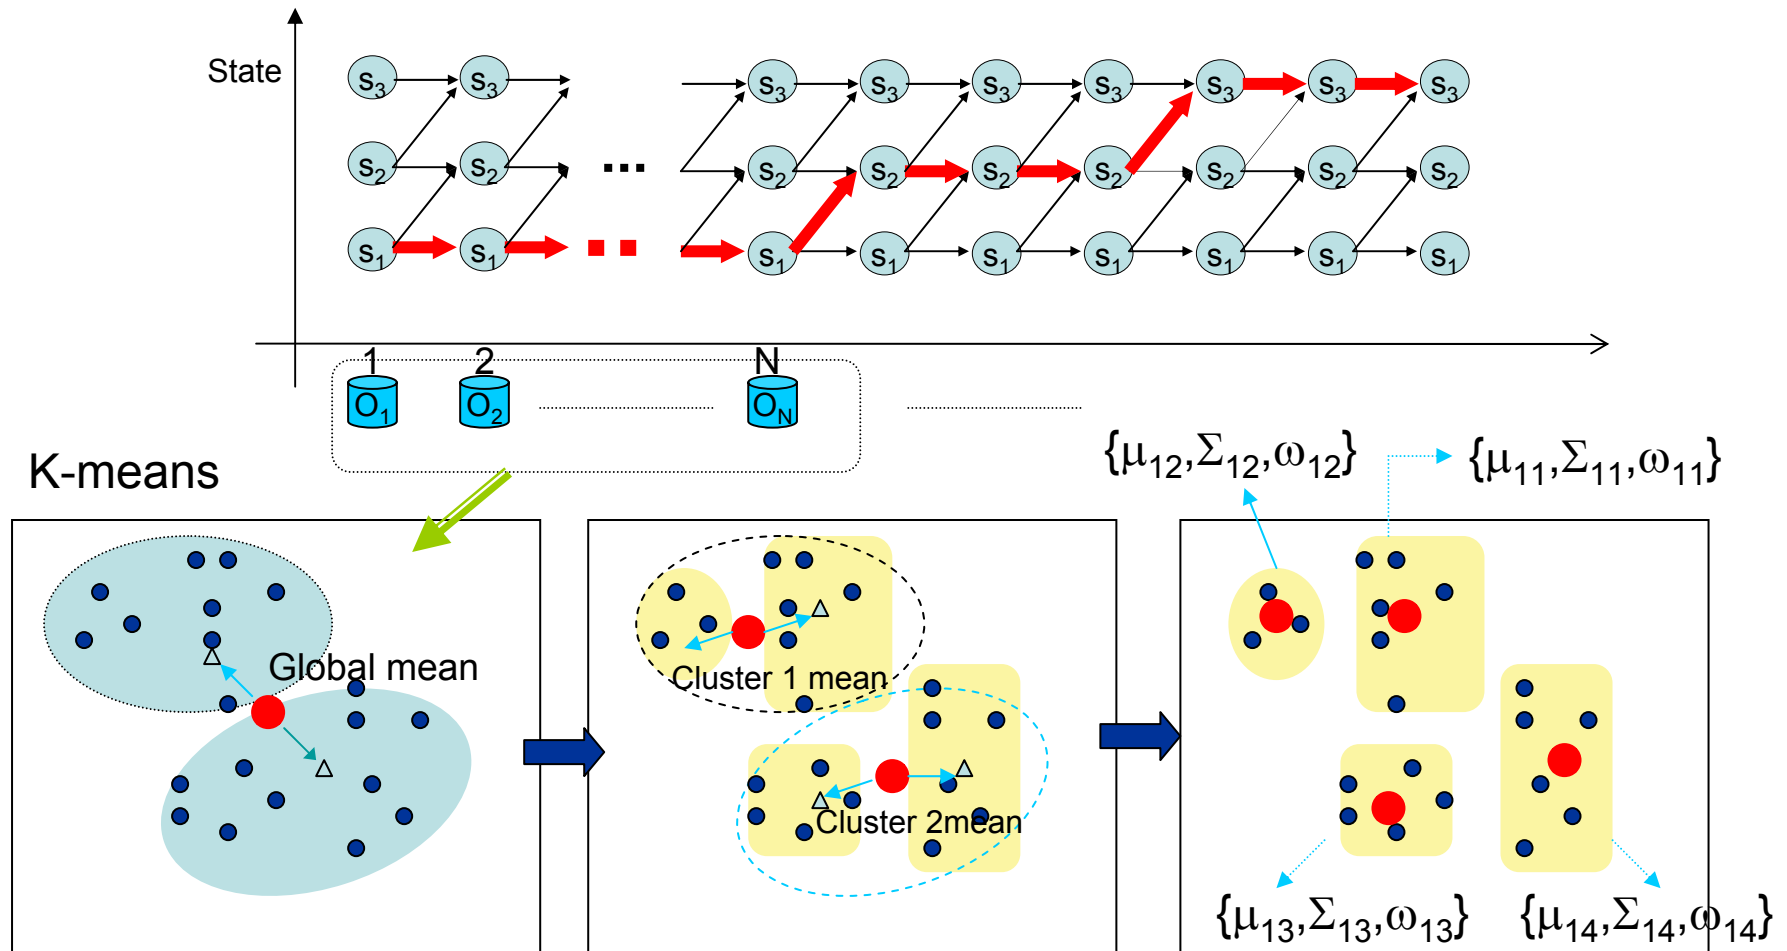 State
s3 s3 s3 s3 s3 s3 s3 s3 s3
s2 s2 ... s2 s2 s2 s2 s2 s2 s2
s1 s1 s1 s1 s1 s1 s1 s1 s1
1 2 N
O1 O2 ON
{μ12,Σ12,ω12} {μ11,Σ11,ω11}
K-means
Global mean
Cluster 1 mean
Cluster 2mean
{μ13,Σ13,ω13} {μ14,Σ14,ω14}